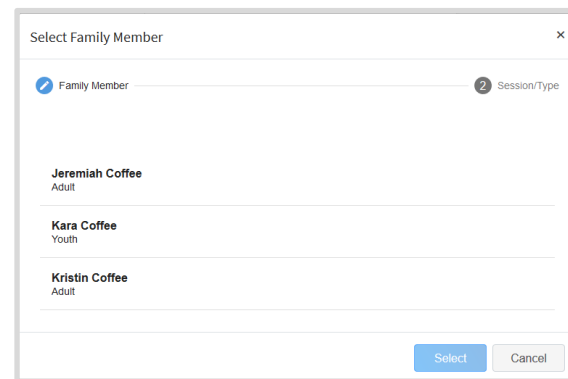 Select Family Member ×
Family Member 2 Session/Type
Jeremiah Coffee
Adult
Kara Coffee
Youth
Kristin Coffee
Adult
Select Cancel